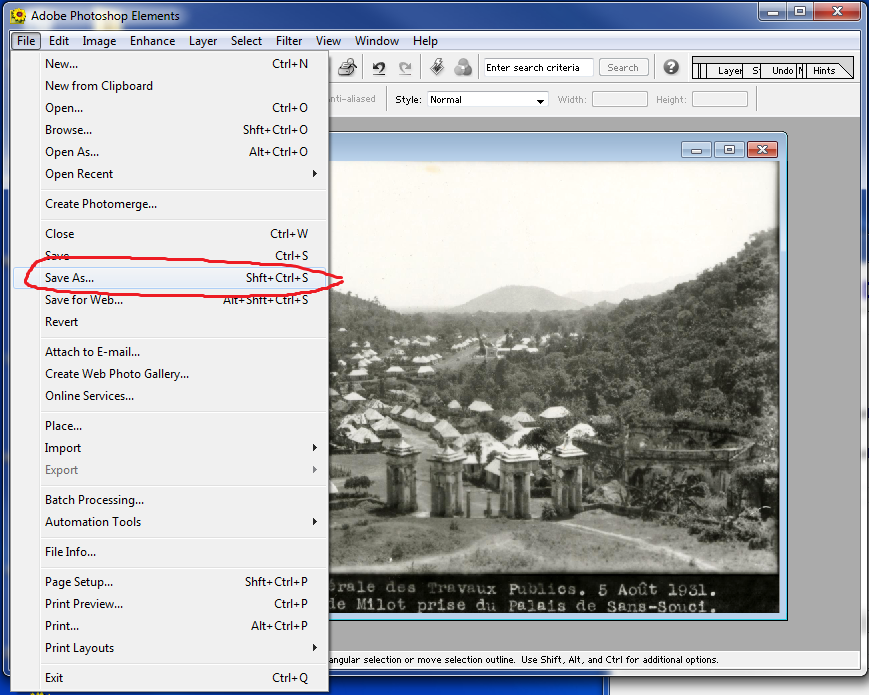 Adobe Photoshop Elements
File Edit Image Enhance Layer Select Filter View Window Help
Enter search criteria Search ? Layer Undo Hints
nti-aliased Style: Normal Width: Height:
New... Ctrl+N
New from Clipboard
Open... Ctrl+O
Browse... Shft+Ctrl+O
Open As... Alt+Ctrl+O
Open Recent
Create Photomerge...
Close Ctrl+W
Save Ctrl+S
Save As... Shft+Ctrl+S
Save for Web... Alt+Shft+Ctrl+S
Revert
Attach to E-mail...
Create Web Photo Gallery...
Online Services...
Place...
Import
Export
Batch Processing...
Automation Tools
File Info...
Page Setup... Shft+Ctrl+P
Print Preview... Ctrl+P
Print... Alt+Ctrl+P
Print Layouts
Exit Ctrl+Q
érale des Travaux Publics. 5 Août 1931.
de Milot prise du Palais de Sans-Souci.
angular selection or move selection outline. Use Shift, Alt, and Ctrl for additional options.